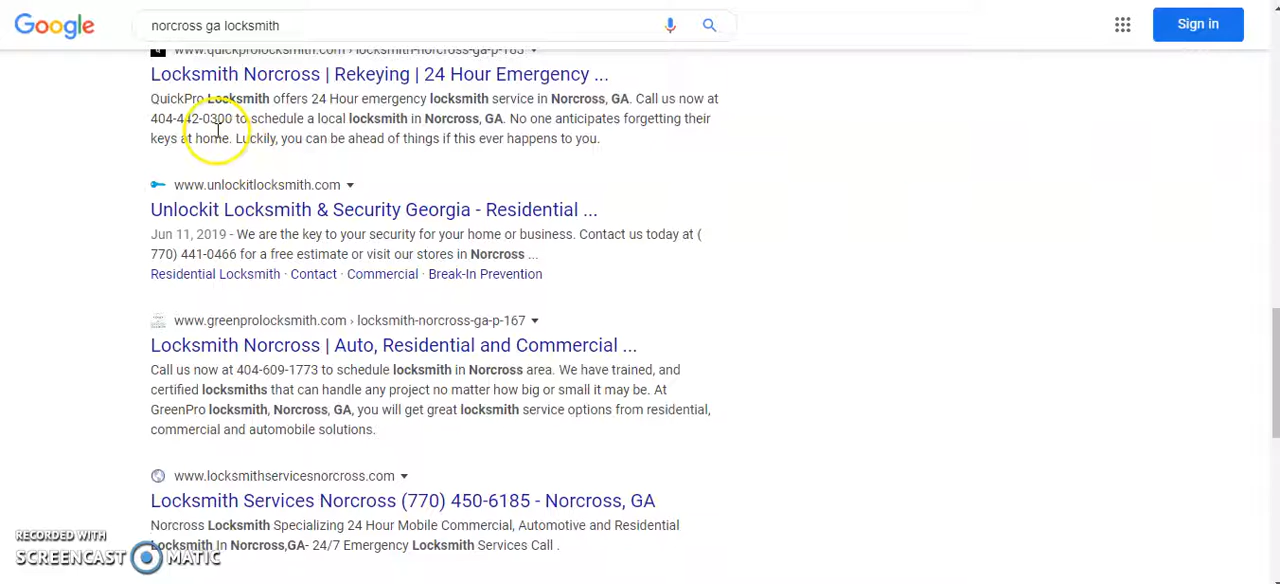 Google
norcross ga locksmith
Sign in
www.quickprolocksmith.com › locksmith-norcross-ga-p-183
Locksmith Norcross | Rekeying | 24 Hour Emergency ...
QuickPro Locksmith offers 24 Hour emergency locksmith service in Norcross, GA. Call us now at
404-442-0300 to schedule a local locksmith in Norcross, GA. No one anticipates forgetting their
keys at home. Luckily, you can be ahead of things if this ever happens to you.
www.unlockitlocksmith.com
Unlockit Locksmith & Security Georgia - Residential ...
Jun 11, 2019 - We are the key to your security for your home or business. Contact us today at (
770) 441-0466 for a free estimate or visit our stores in Norcross ...
Residential Locksmith · Contact · Commercial · Break-In Prevention
www.greenprolocksmith.com › locksmith-norcross-ga-p-167
Locksmith Norcross | Auto, Residential and Commercial ...
Call us now at 404-609-1773 to schedule locksmith in Norcross area. We have trained, and
certified locksmiths that can handle any project no matter how big or small it may be. At
GreenPro locksmith, Norcross, GA, you will get great locksmith service options from residential,
commercial and automobile solutions.
www.locksmithservicesnorcross.com
Locksmith Services Norcross (770) 450-6185 - Norcross, GA
Norcross Locksmith Specializing 24 Hour Mobile Commercial, Automotive and Residential
Locksmith In Norcross,GA- 24/7 Emergency Locksmith Services Call .
RECORDED WITH
SCREENCAST MATIC